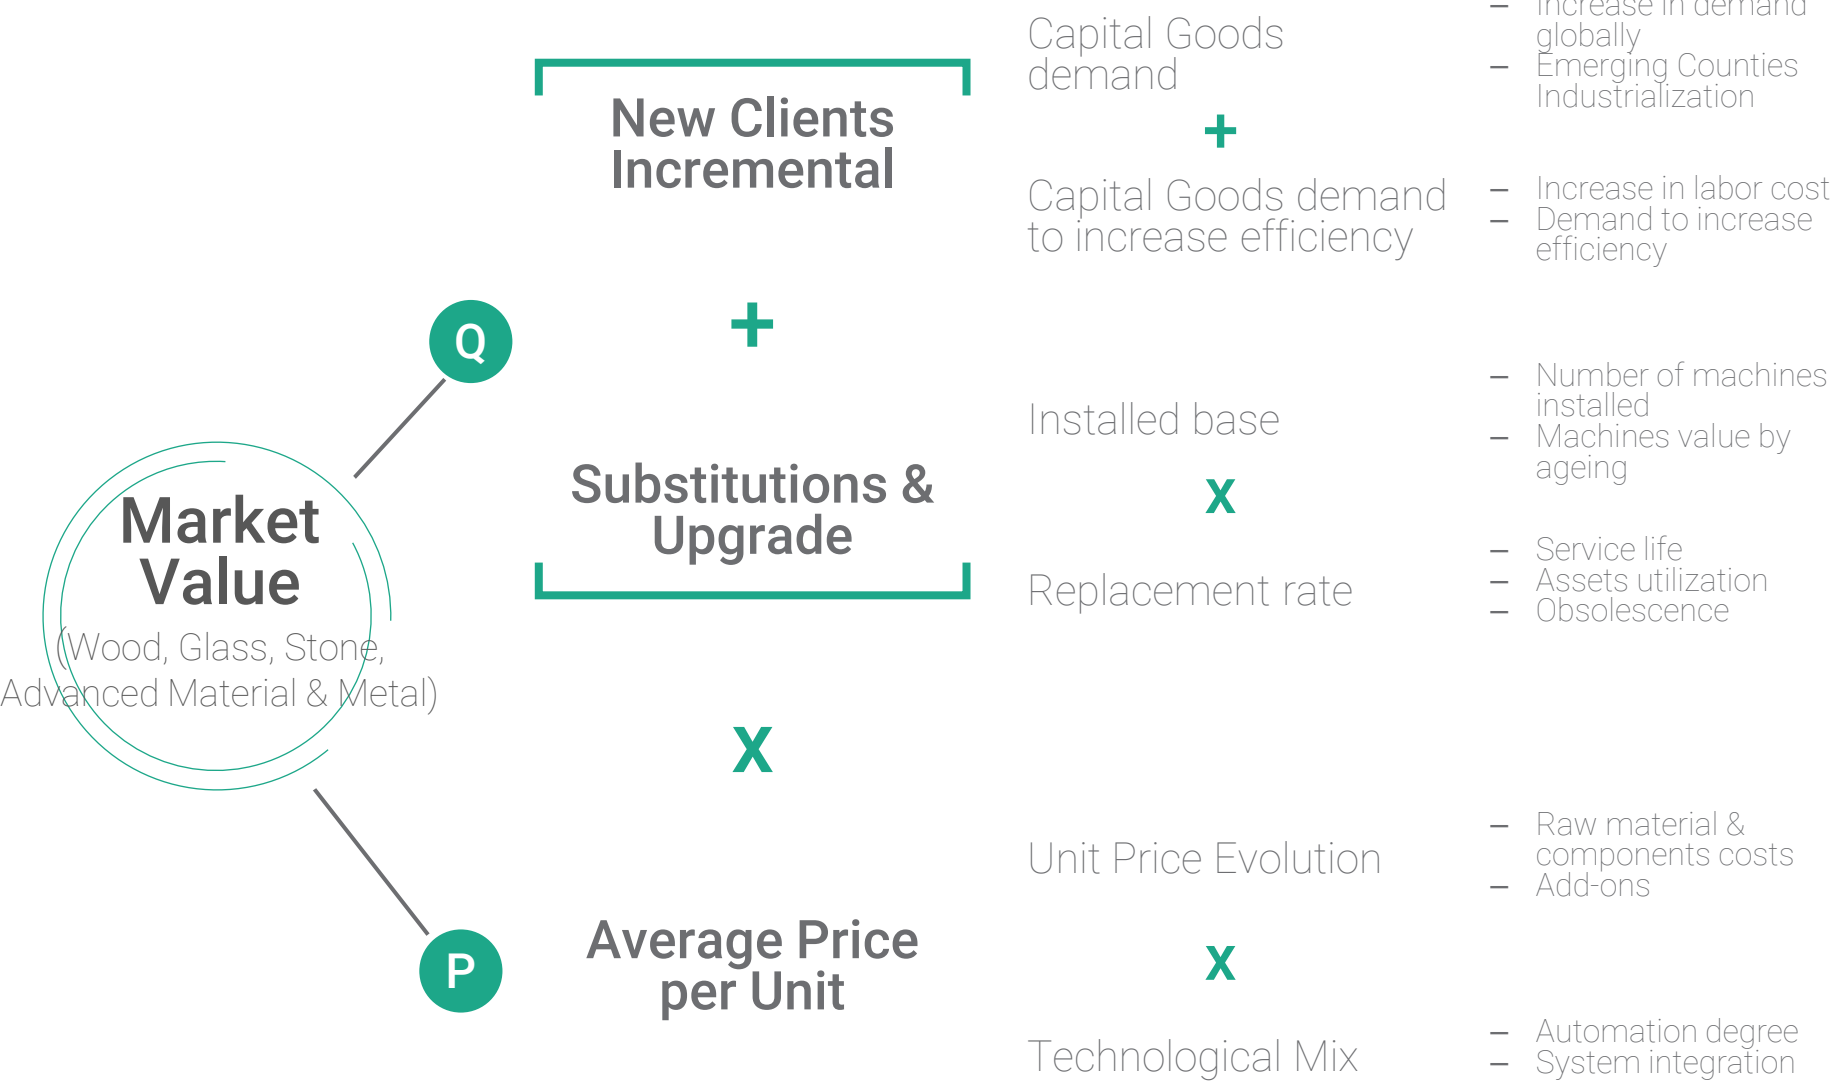 Market
Value
(Wood, Glass, Stone,
Advanced Material & Metal)
Q
P
New Clients
Incremental
+
Substitutions &
Upgrade
x
Average Price
per Unit
Capital Goods
demand
+
Capital Goods demand
to increase efficiency
Installed base
x
Replacement rate
Unit Price Evolution
x
Technological Mix
– Increase in demand
globally
– Emerging Counties
Industrialization
– Increase in labor cost
– Demand to increase
efficiency
– Number of machines
installed
– Machines value by
ageing
– Service life
– Assets utilization
– Obsolescence
– Raw material &
components costs
– Add-ons
– Automation degree
– System integration